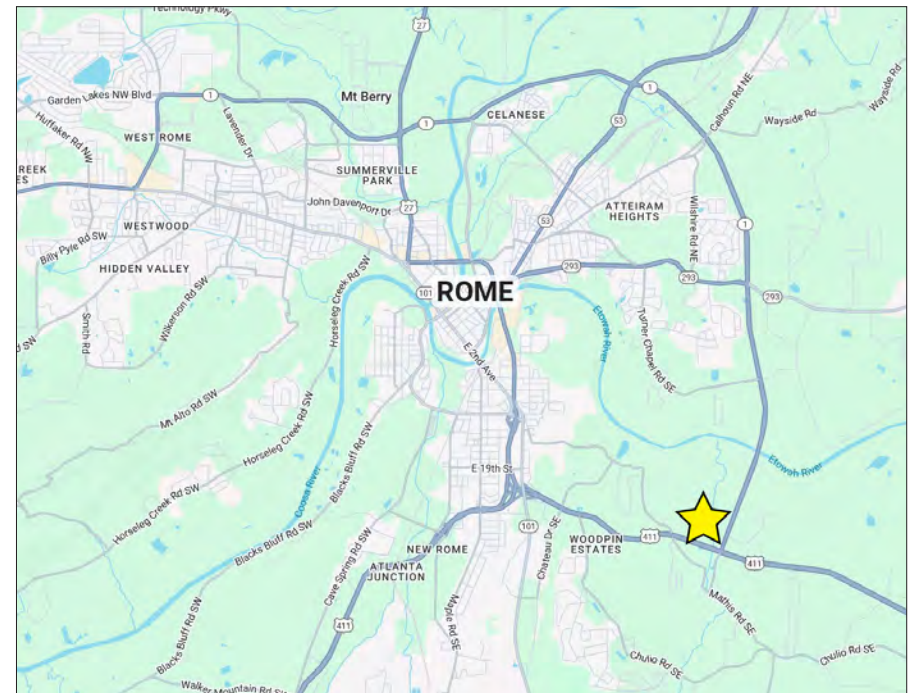 Technology Pkwy
27
Garden Lakes NW Blvd
1
Mt Berry
1
CELANESE
53
1
Calhoun Rd NE
Wayside Rd
Wayside Rd
Huffaker Rd NW
WEST ROME
Lavender Dr
SUMMERVILLE
PARK
27
John Davenport Dr
53
ATTEIRAM
HEIGHTS
Wilshire Rd NE
1
WESTWOOD
Billy Pyle Rd SW
HIDDEN VALLEY
Horseleg Creek Rd SW
101
ROME
293
293
293
Smith Rd
Wilkerson Rd SW
E 2nd Ave
Etowah River
Turner Chapel Rd SE
Mt Alto Rd SW
Horseleg Creek Rd SW
Coosa River
Blacks Bluff Rd SW
E 19th St
Etowah River
Horseleg Creek Rd SW
Blacks Bluff Rd SW
Cave Spring Rd SW
NEW ROME
101
Chateau Dr SE
WOODPIN
ESTATES
411
411
ATLANTA
JUNCTION
411
Maple Rd SE
Mathis Rd SE
Blacks Bluff Rd SW
Chulio Rd SE
Chulio Rd SE
Walker Mountain Rd SW